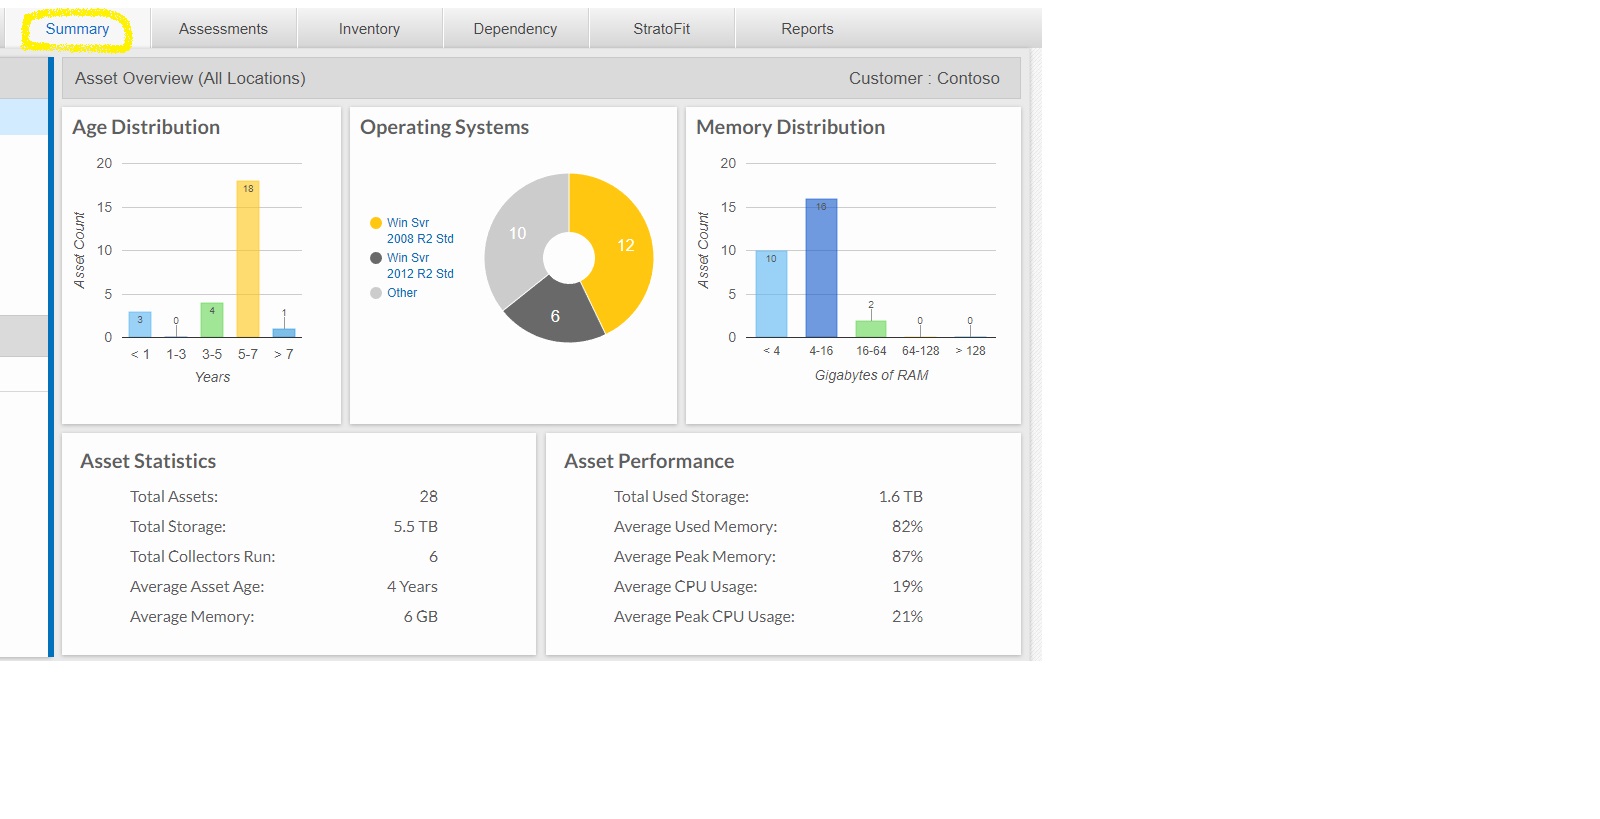 Summary
Assessments
Inventory
Dependency
StratoFit
Reports
Asset Overview (All Locations)
Customer : Contoso
Age Distribution
20
15
10
5
0
Asset Count
3
0
4
18
1
< 1
1-3
3-5
5-7
> 7
Years
Operating Systems
Win Svr
2008 R2 Std
Win Svr
2012 R2 Std
Other
10
12
6
Memory Distribution
20
15
10
5
0
Asset Count
10
16
2
0
0
< 4
4-16
16-64
64-128
> 128
Gigabytes of RAM
Asset Statistics
Total Assets: 28
Total Storage: 5.5 TB
Total Collectors Run: 6
Average Asset Age: 4 Years
Average Memory: 6 GB
Asset Performance
Total Used Storage: 1.6 TB
Average Used Memory: 82%
Average Peak Memory: 87%
Average CPU Usage: 19%
Average Peak CPU Usage: 21%